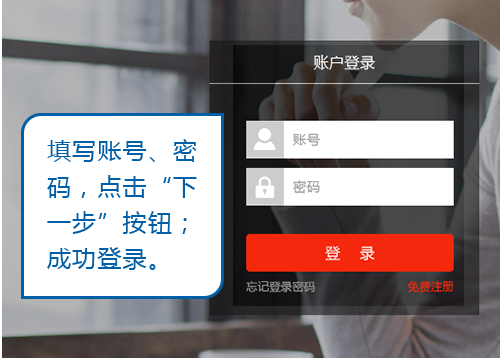 账户登录
填写账号、密
码，点击“下
一步”按钮；
成功登录。
账号
密码
登 录
忘记登录密码 免费注册